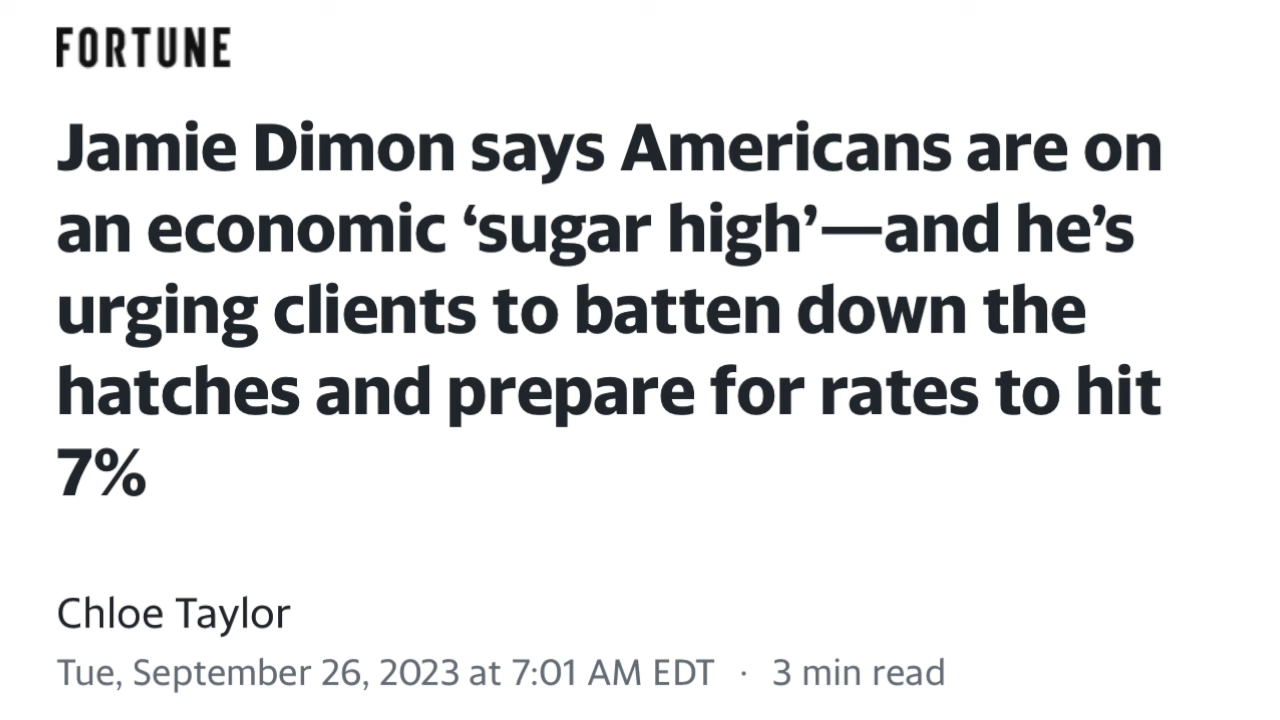 FORTUNE
Jamie Dimon says Americans are on
an economic ‘sugar high’—and he’s
urging clients to batten down the
hatches and prepare for rates to hit
7%
Chloe Taylor
Tue, September 26, 2023 at 7:01 AM EDT · 3 min read